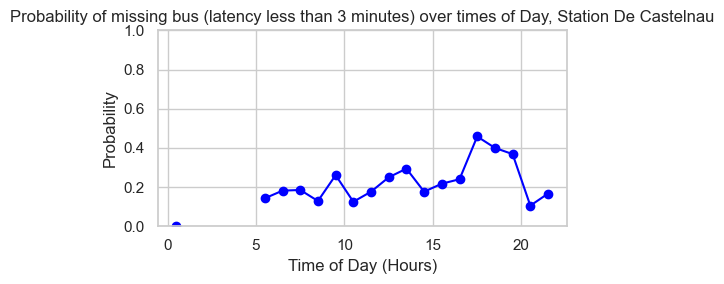 Probability of missing bus (latency less than 3 minutes) over times of Day, Station De Castelnau
1.0
0.8
0.6
0.4
0.2
0.0
Probability
0 5 10 15 20
Time of Day (Hours)